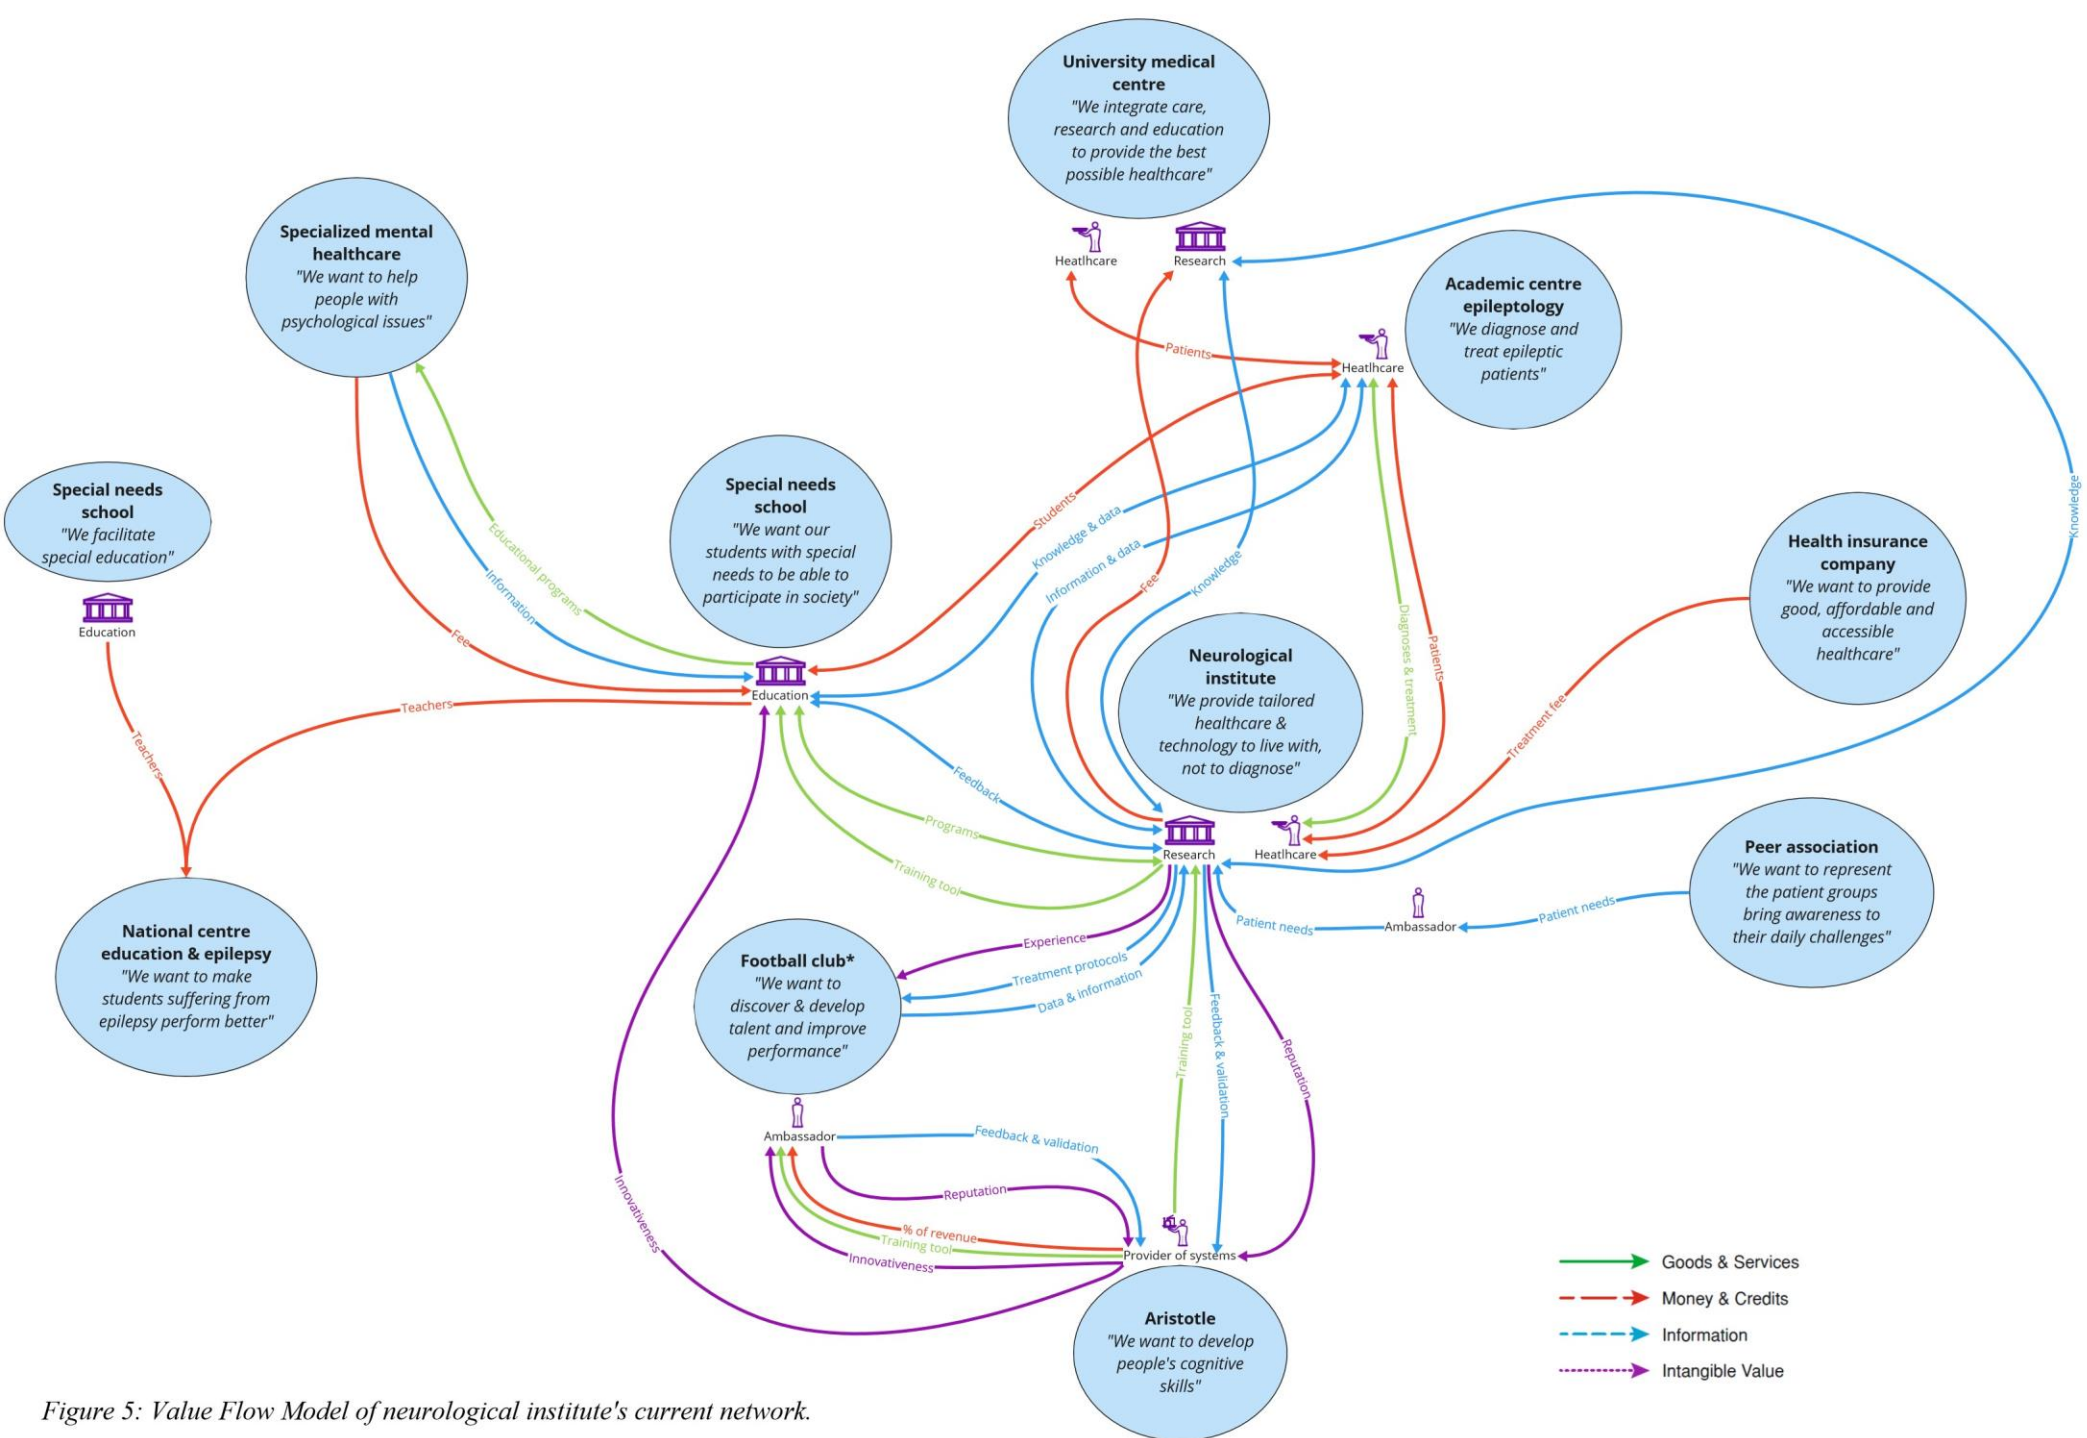 University medical
centre
"We integrate care,
research and education
to provide the best
possible healthcare"
Heatlhcare
Research
Specialized mental
healthcare
"We want to help
people with
psychological issues"
Academic centre
epileptology
"We diagnose and
treat epileptic
patients"
Heatlhcare
Patients
Special needs
school
"We facilitate
special education"
Education
Special needs
school
"We want our
students with special
needs to be able to
participate in society"
Education
Educational programs
Information
Fee
Students
Knowledge & data
Information & data
Fee
Knowledge
Knowledge
Diagnoses & treatment
Patients
Health insurance
company
"We want to provide
good, affordable and
accessible
healthcare"
Treatment fee
Neurological
institute
"We provide tailored
healthcare &
technology to live with,
not to diagnose"
Research
Heatlhcare
Teachers
Teachers
Feedback
Programs
Training tool
Peer association
"We want to represent
the patient groups
bring awareness to
their daily challenges"
Patient needs
Ambassador
Patient needs
National centre
education & epilepsy
"We want to make
students suffering from
epilepsy perform better"
Football club*
"We want to
discover & develop
talent and improve
performance"
Ambassador
Experience
Treatment protocols
Data & information
Training tool
Feedback & validation
Reputation
Feedback & validation
Reputation
% of revenue
Training tool
Innovativeness
Innovativeness
Provider of systems
Aristotle
"We want to develop
people's cognitive
skills"
Goods & Services
Money & Credits
Information
Intangible Value
Figure 5: Value Flow Model of neurological institute's current network.